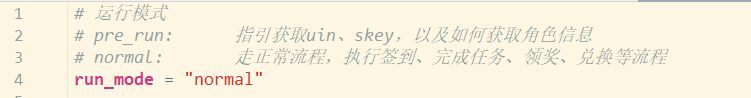 1 # 运行模式
2 # pre_run: 指引获取uin、skey，以及如何获取角色信息
3 # normal: 走正常流程，执行签到、完成任务、领奖、兑换等流程
4 run_mode = "normal"